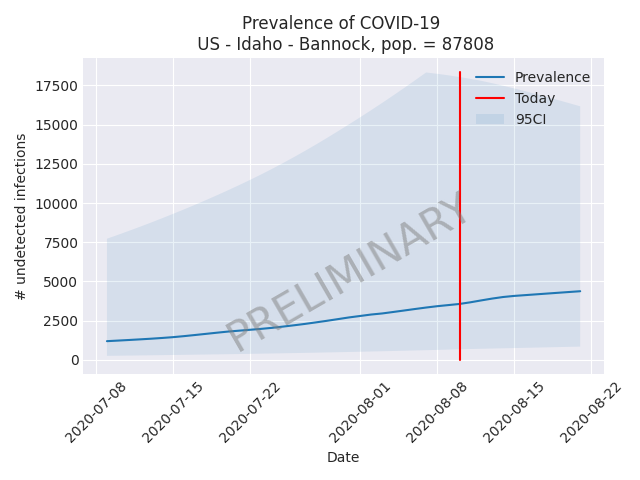 Prevalence of COVID-19
US - Idaho - Bannock, pop. = 87808
# undetected infections
17500
15000
12500
10000
7500
5000
2500
0
Prevalence
Today
95CI
PRELIMINARY
2020-07-08
2020-07-15
2020-07-22
2020-08-01
2020-08-08
2020-08-15
2020-08-22
Date